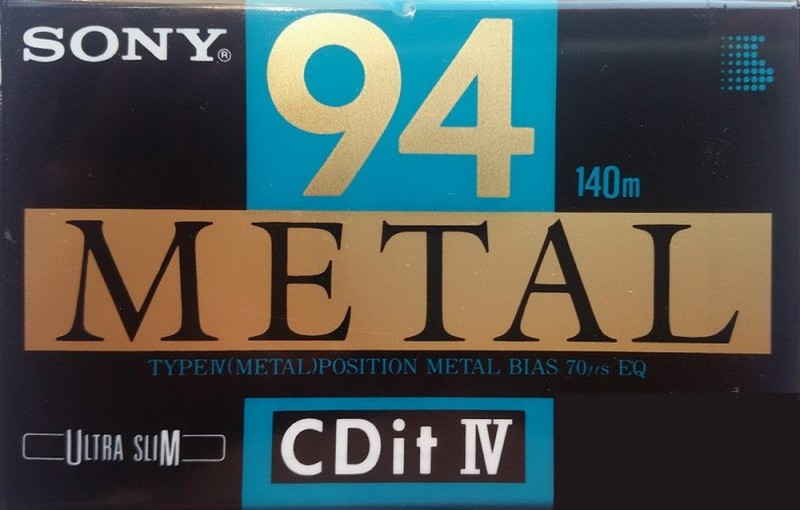 SONY®
94
140m
METAL
TYPEⅣ(METAL)POSITION METAL BIAS 70μs EQ
ULTRA SLIM
CDit Ⅳ